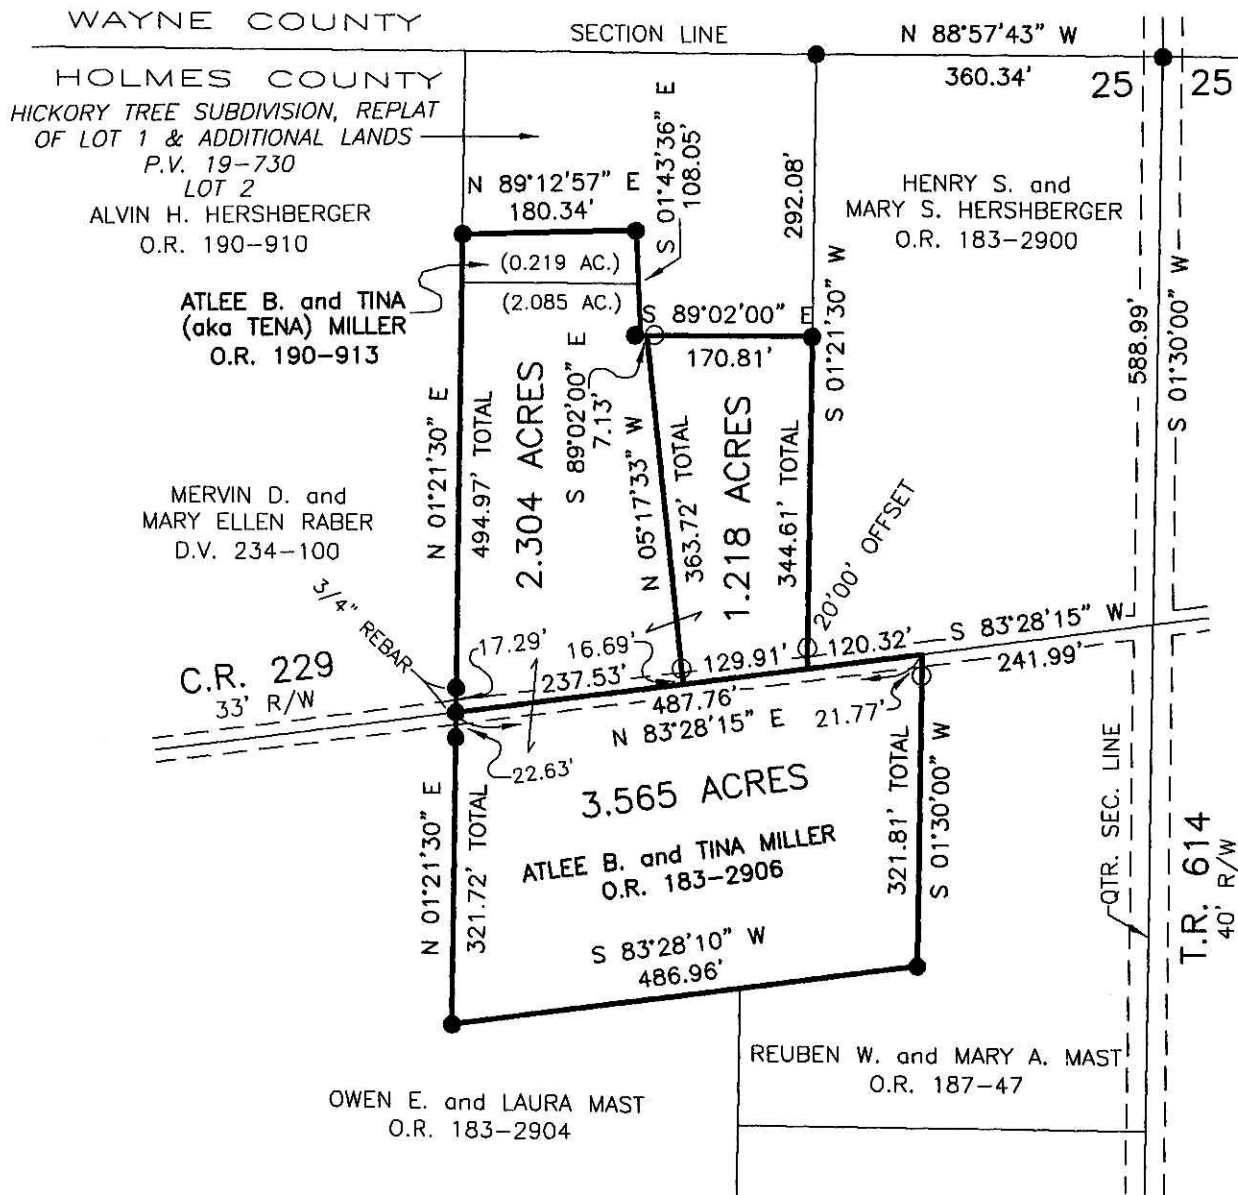 WAYNE COUNTY
SECTION LINE
N 88°57'43" W
360.34'
25
25
HOLMES COUNTY
HICKORY TREE SUBDIVISION, REPLAT
OF LOT 1 & ADDITIONAL LANDS
P.V. 19-730
LOT 2
ALVIN H. HERSHBERGER
O.R. 190-910
N 89°12'57" E
180.34'
S 01°43'36" E
108.05'
292.08'
S 01°21'30" W
HENRY S. and
MARY S. HERSHBERGER
O.R. 183-2900
588.99'
S 01°30'00" W
(0.219 AC.)
(2.085 AC.)
ATLEE B. and TINA
(aka TENA) MILLER
O.R. 190-913
S 89°02'00" E
170.81'
S 89°02'00" E
7.13'
N 01°21'30" E
494.97' TOTAL
2.304 ACRES
N 05°17'33" W
363.72' TOTAL
1.218 ACRES
344.61' TOTAL
20'00' OFFSET
MERVIN D. and
MARY ELLEN RABER
D.V. 234-100
3/4" REBAR
17.29'
16.69'
C.R. 229
33' R/W
237.53'
129.91'
120.32'
S 83°28'15" W
241.99'
487.76'
N 83°28'15" E
21.77'
22.63'
3.565 ACRES
ATLEE B. and TINA MILLER
O.R. 183-2906
N 01°21'30" E
321.72' TOTAL
321.81' TOTAL
S 01°30'00" W
QTR. SEC. LINE
T.R. 614
40' R/W
S 83°28'10" W
486.96'
REUBEN W. and MARY A. MAST
O.R. 187-47
OWEN E. and LAURA MAST
O.R. 183-2904